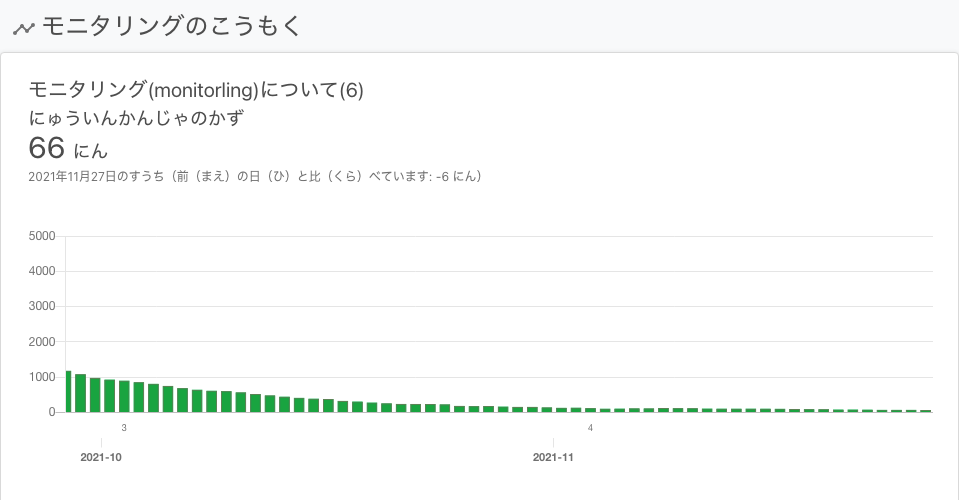 モニタリングのこうもく
モニタリング(monitorling)について(6)
にゅういんかんじゃのかず
66 にん
2021年11月27日のすうち（前（まえ）の日（ひ）と比（くら）べています: -6 にん）
5000
4000
3000
2000
1000
0
3 4
2021-10 2021-11